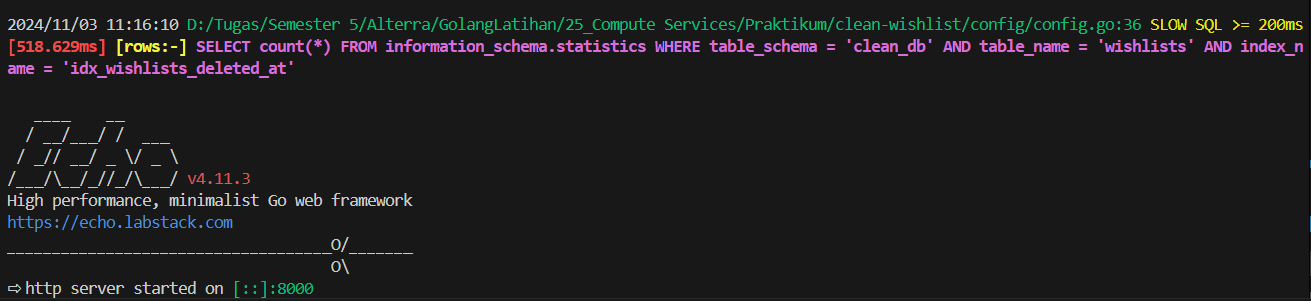 2024/11/03 11:16:10 D:/Tugas/Semester 5/Alterra/GolangLatihan/25_Compute Services/Praktikum/clean-wishlist/config/config.go:36 SLOW SQL >= 200ms
[518.629ms] [rows:-] SELECT count(*) FROM information_schema.statistics WHERE table_schema = 'clean_db' AND table_name = 'wishlists' AND index_n
ame = 'idx_wishlists_deleted_at'
   ____    __
  / __/___/ /  ___
 / _// __/ _ \/ _ \
/___/\__/_//_/\___/ v4.11.3
High performance, minimalist Go web framework
https://echo.labstack.com
____________________________________O/_______
                                    O\
⇨ http server started on [::]:8000